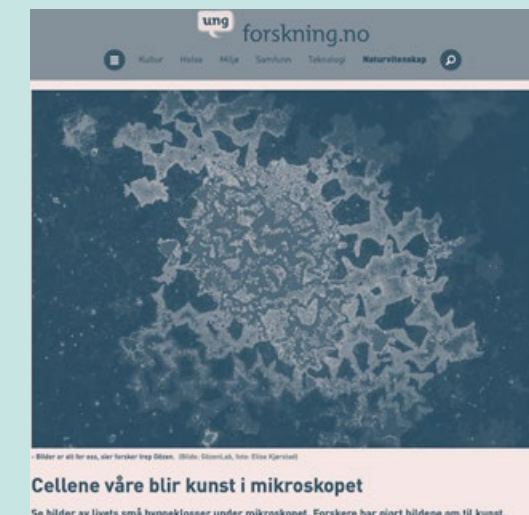 ung
forskning.no
Kultur Helse Miljø Samfunn Teknologi Naturvitenskap
- Bilder er alt for oss, sier forsker Irep Gözen. (Bilde: GözenLab, foto: Elise Kjørstad)
Cellene våre blir kunst i mikroskopet
Se bilder av livets små byggeklosser under mikroskopet. Forskere har gjort bildene om til kunst.